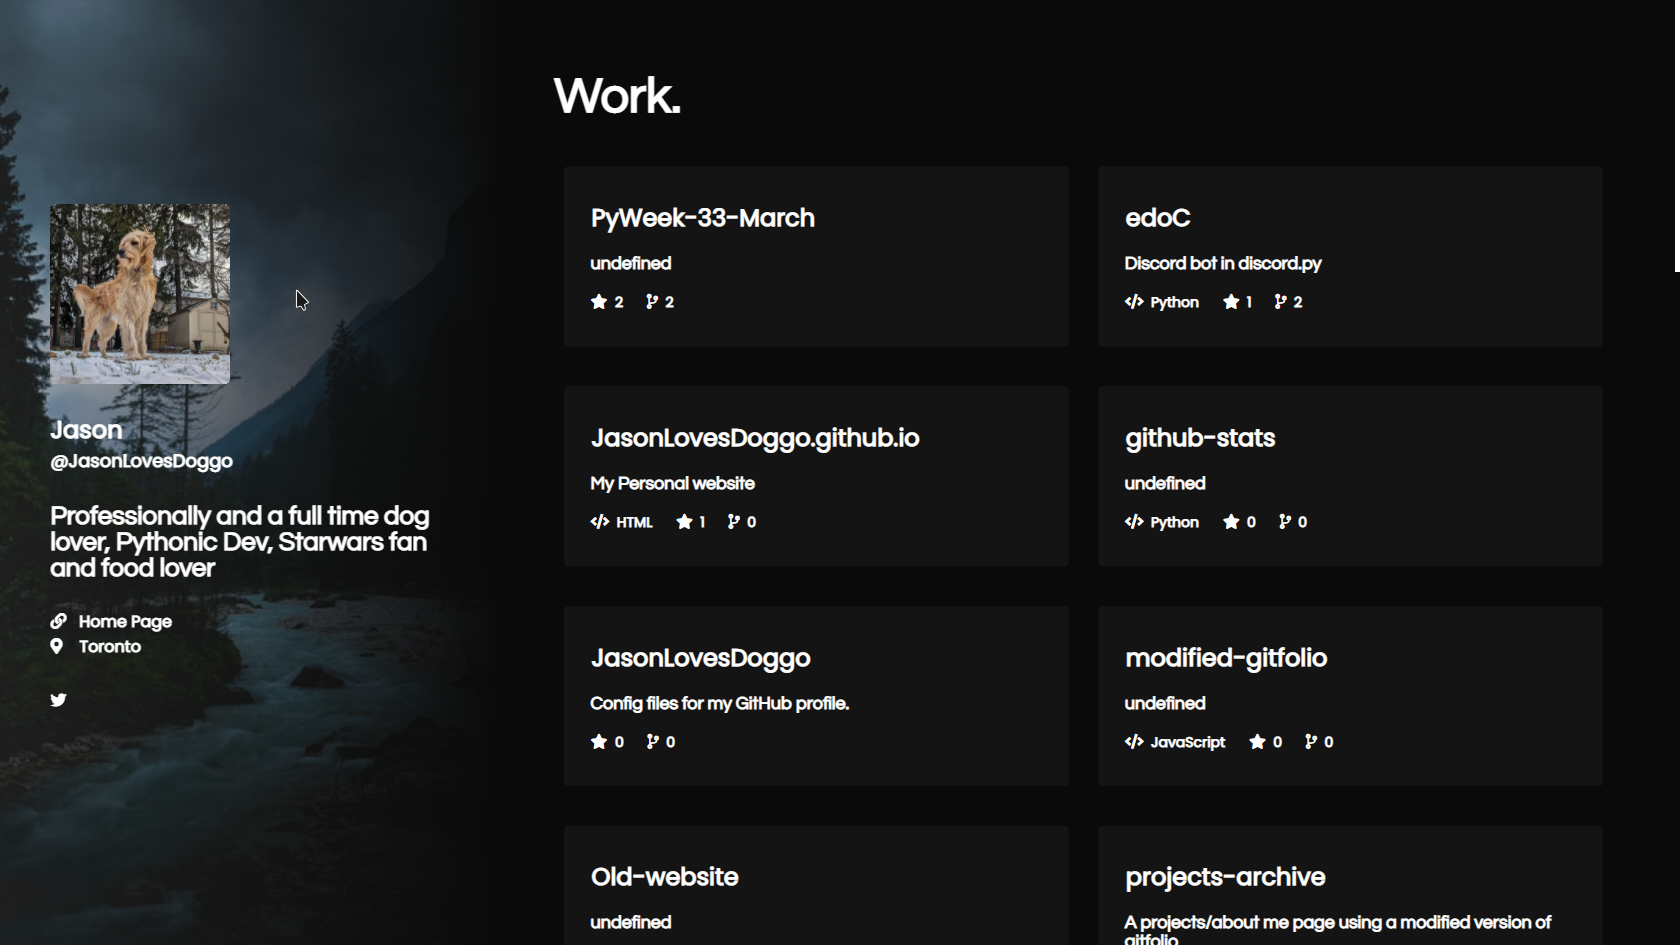 Work.
Jason
@JasonLovesDoggo
Professionally and a full time dog
lover, Pythonic Dev, Starwars fan
and food lover
Home Page
Toronto
PyWeek-33-March
undefined
2 2
edoC
Discord bot in discord.py
Python 1 2
JasonLovesDoggo.github.io
My Personal website
HTML 1 0
github-stats
undefined
Python 0 0
JasonLovesDoggo
Config files for my GitHub profile.
0 0
modified-gitfolio
undefined
JavaScript 0 0
Old-website
undefined
projects-archive
A projects/about me page using a modified version of
gitfolio